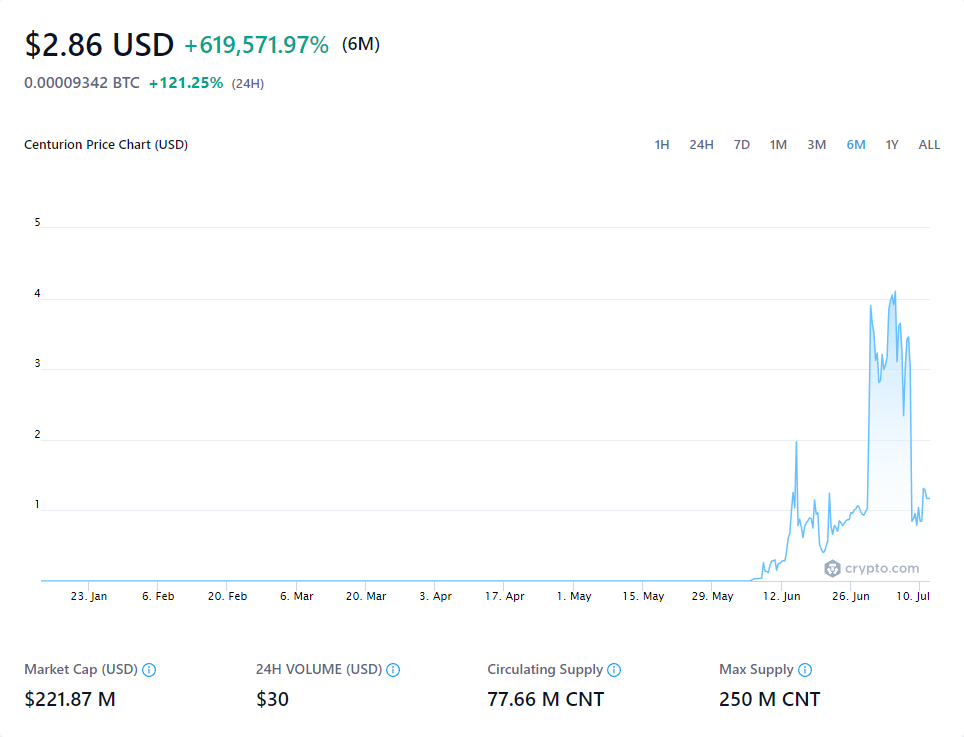 $2.86 USD +619,571.97% (6M)
0.00009342 BTC +121.25% (24H)
Centurion Price Chart (USD) 1H 24H 7D 1M 3M 6M 1Y ALL
5
4
3
2
1
crypto.com
23. Jan 6. Feb 20. Feb 6. Mar 20. Mar 3. Apr 17. Apr 1. May 15. May 29. May 12. Jun 26. Jun 10. Jul
Market Cap (USD) 24H VOLUME (USD) Circulating Supply Max Supply
$221.87 M $30 77.66 M CNT 250 M CNT